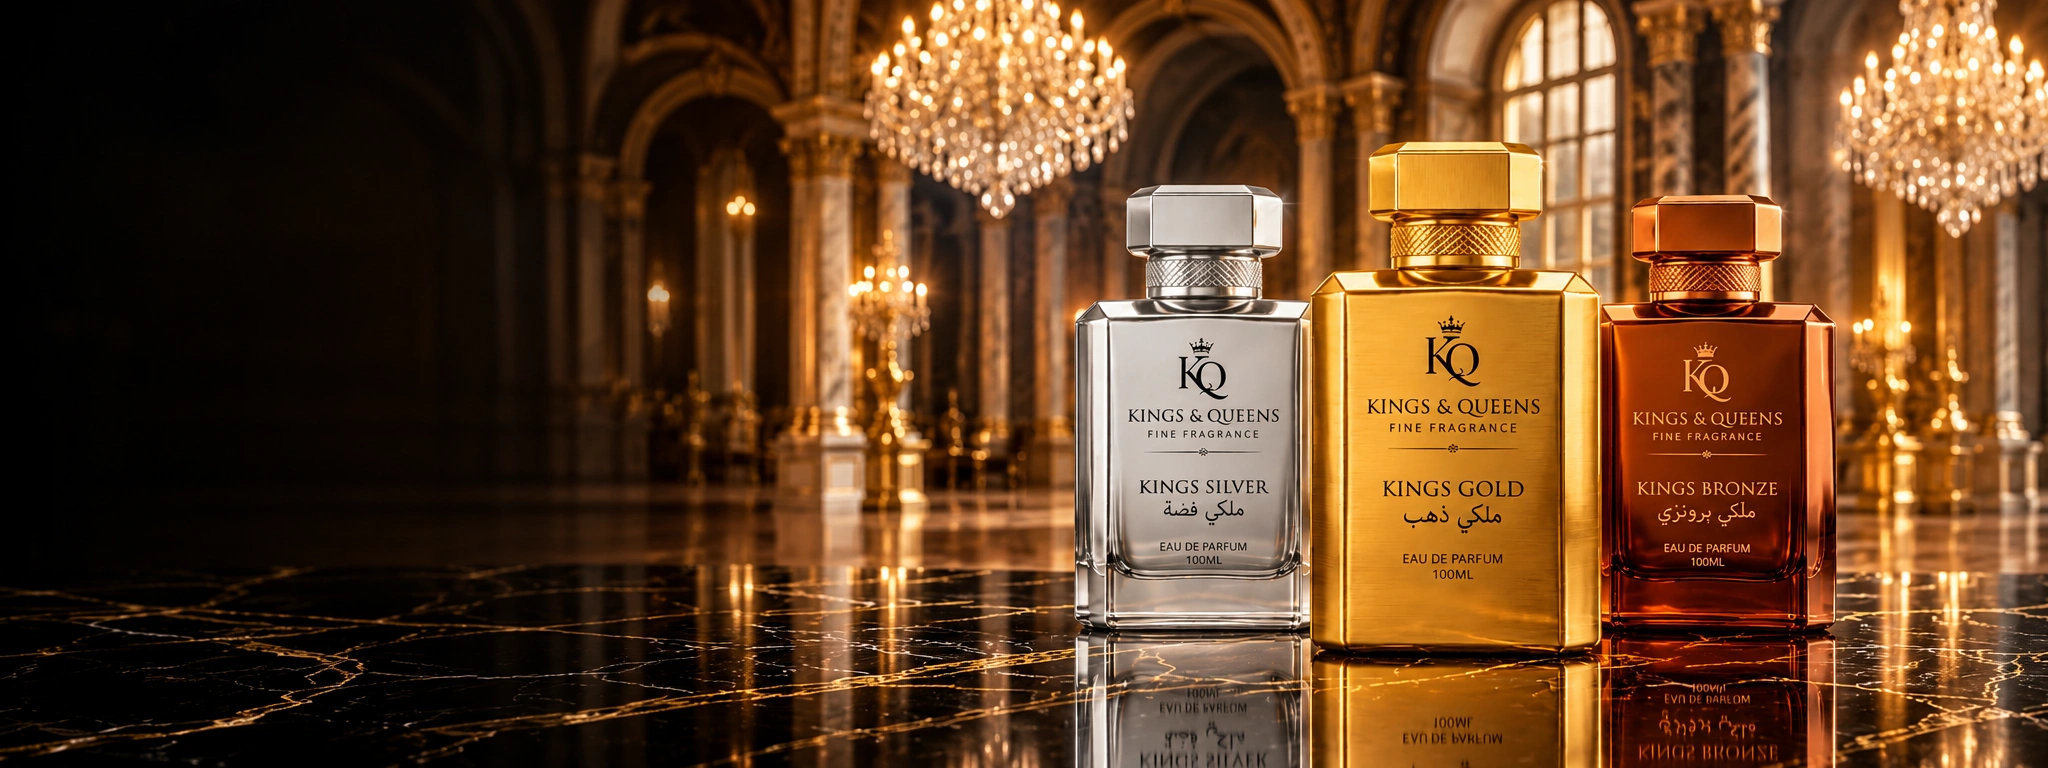 KQ
KINGS & QUEENS
FINE FRAGRANCE
KINGS SILVER
ملكي فضة
EAU DE PARFUM
100ML
KQ
KINGS & QUEENS
FINE FRAGRANCE
KINGS GOLD
ملكي ذهب
EAU DE PARFUM
100ML
KQ
KINGS & QUEENS
FINE FRAGRANCE
KINGS BRONZE
ملكي برونزي
EAU DE PARFUM
100ML